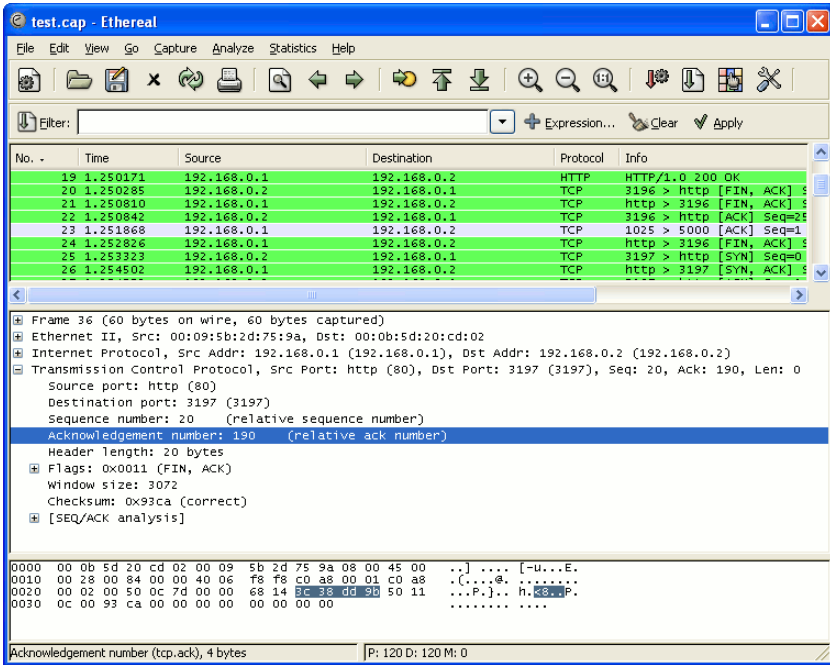 test.cap - Ethereal
File Edit View Go Capture Analyze Statistics Help
Filter: Expression... Clear Apply
No. - Time Source Destination Protocol Info
19 1.250171 192.168.0.1 192.168.0.2 HTTP HTTP/1.0 200 OK
20 1.250285 192.168.0.2 192.168.0.1 TCP 3196 > http [FIN, ACK] S
21 1.250810 192.168.0.1 192.168.0.2 TCP http > 3196 [FIN, ACK] S
22 1.250842 192.168.0.2 192.168.0.1 TCP 3196 > http [ACK] Seq=25
23 1.251868 192.168.0.1 192.168.0.2 TCP 1025 > 5000 [ACK] Seq=1
24 1.252826 192.168.0.1 192.168.0.2 TCP http > 3196 [FIN, ACK] S
25 1.253323 192.168.0.2 192.168.0.1 TCP 3197 > http [SYN] Seq=0
26 1.254502 192.168.0.1 192.168.0.2 TCP http > 3197 [SYN, ACK] S
Frame 36 (60 bytes on wire, 60 bytes captured)
Ethernet II, Src: 00:09:5b:2d:75:9a, Dst: 00:0b:5d:20:cd:02
Internet Protocol, Src Addr: 192.168.0.1 (192.168.0.1), Dst Addr: 192.168.0.2 (192.168.0.2)
Transmission Control Protocol, Src Port: http (80), Dst Port: 3197 (3197), Seq: 20, Ack: 190, Len: 0
Source port: http (80)
Destination port: 3197 (3197)
Sequence number: 20 (relative sequence number)
Acknowledgement number: 190 (relative ack number)
Header length: 20 bytes
Flags: 0x0011 (FIN, ACK)
Window size: 3072
Checksum: 0x93ca (correct)
[SEQ/ACK analysis]
0000 00 0b 5d 20 cd 02 00 09 5b 2d 75 9a 08 00 45 00 ..] .... [-u...E.
0010 00 28 00 84 00 00 40 06 f8 f8 c0 a8 00 01 c0 a8 .(....@. ........
0020 00 02 00 50 0c 7d 00 00 68 14 3c 38 dd 9b 50 11 ...P.}.. h.<8..P.
0030 0c 00 93 ca 00 00 00 00 00 00 00 00 ........ ....
Acknowledgement number (tcp.ack), 4 bytes P: 120 D: 120 M: 0